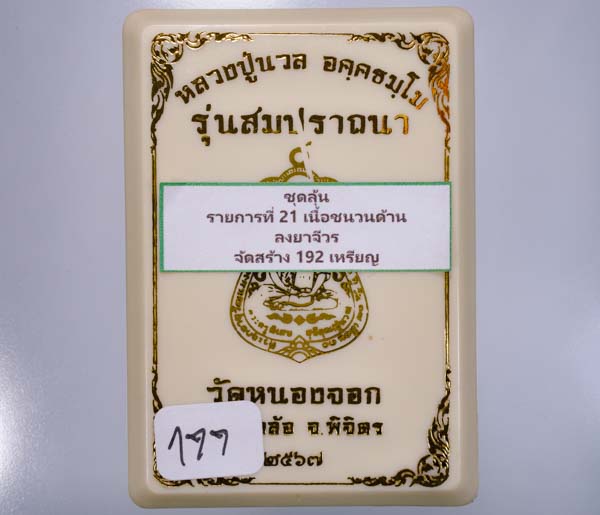 หลวงปู่นวล อคฺคธมฺโม
รุ่นสมปรารถนา
ชุดลุ้น
รายการที่ 21 เนื้อชนวนด้าน
ลงยาจีวร
จัดสร้าง 192 เหรียญ
วัดหนองจอก
จ.พิจิตร
๒๕๖๗